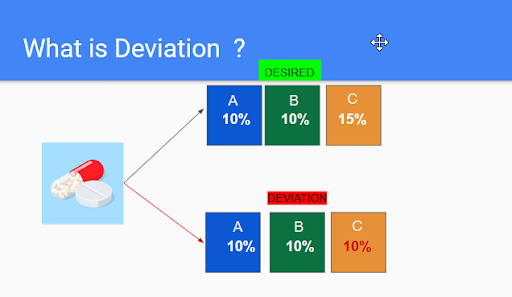 What is Deviation ?
DESIRED
A B C
10% 10% 15%
DEVIATION
A B C
10% 10% 10%